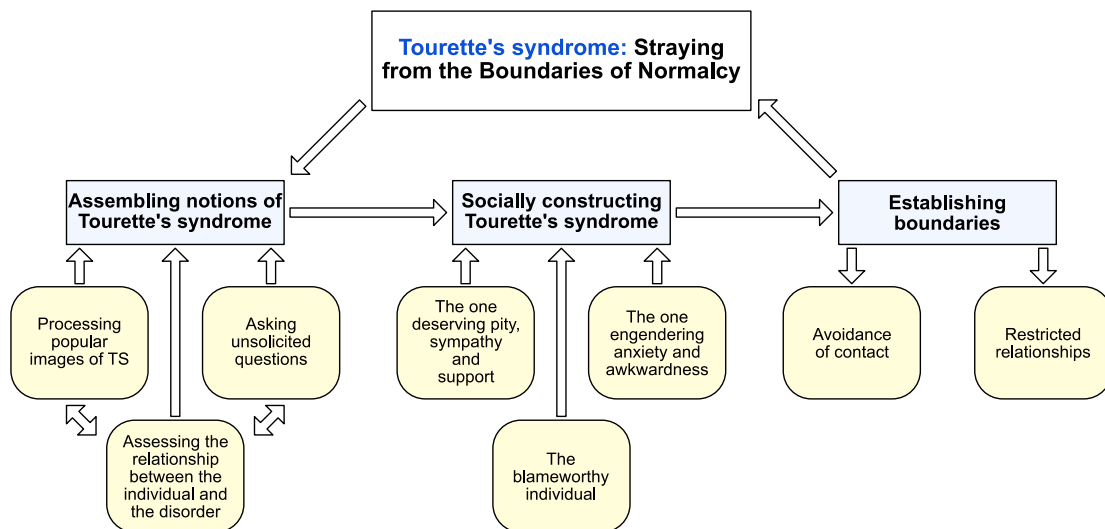 Tourette's syndrome: Straying
from the Boundaries of Normalcy
Assembling notions of
Tourette's syndrome
Socially constructing
Tourette's syndrome
Establishing
boundaries
Processing
popular
images of TS
Asking
unsolicited
questions
The one
deserving pity,
sympathy
and
support
The one
engendering
anxiety and
awkwardness
Avoidance
of contact
Restricted
relationships
Assessing the
relationship
between the
individual and
the disorder
The
blameworthy
individual